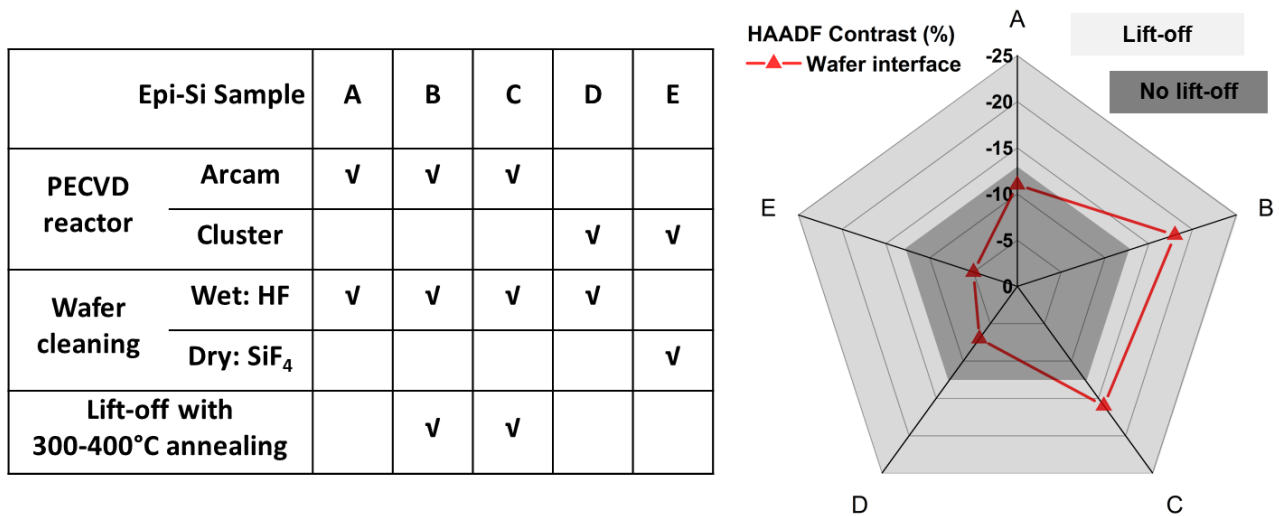 Epi-Si Sample A B C D E
PECVD
reactor
Arcam √ √ √
Cluster √ √
Wafer
cleaning
Wet: HF √ √ √ √
Dry: SiF₄ √
Lift-off with
300-400°C annealing √ √
HAADF Contrast (%)
Wafer interface
Lift-off
No lift-off
A
-25
-20
-15
-10
-5
0
B
C
D
E